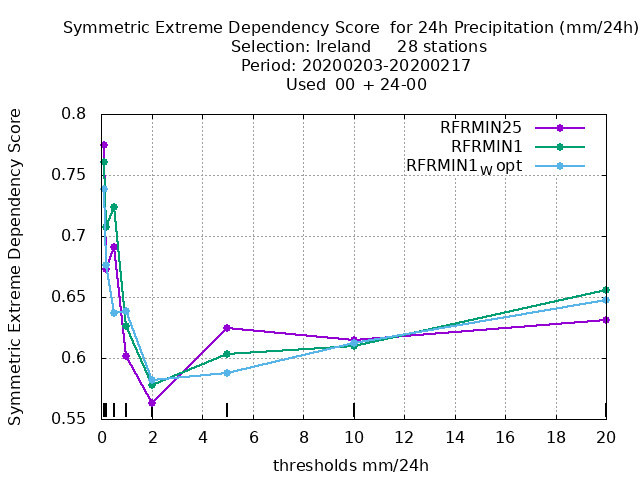 Symmetric Extreme Dependency Score for 24h Precipitation (mm/24h)
Selection: Ireland 28 stations
Period: 20200203-20200217
Used 00 + 24-00
Symmetric Extreme Dependency Score
0.8
0.75
0.7
0.65
0.6
0.55
RFRMIN25
RFRMIN1
RFRMIN1W opt
0 2 4 6 8 10 12 14 16 18 20
thresholds mm/24h